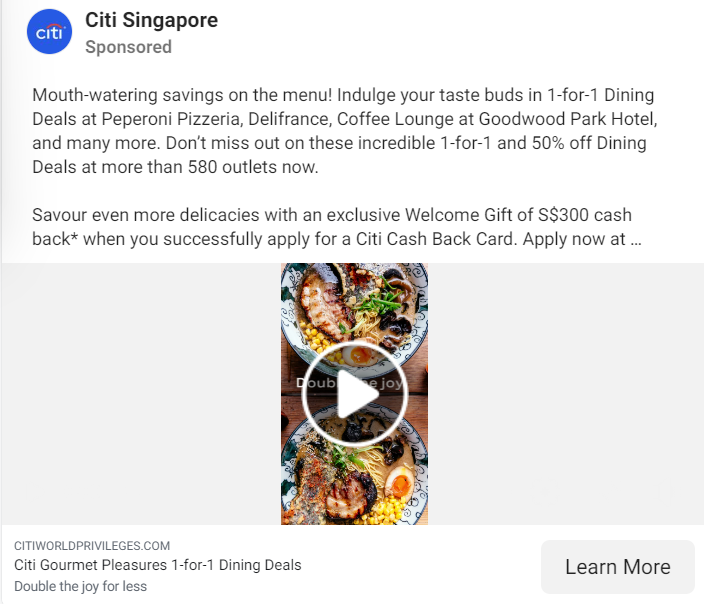 citi
Citi Singapore
Sponsored
Mouth-watering savings on the menu! Indulge your taste buds in 1-for-1 Dining
Deals at Peperoni Pizzeria, Delifrance, Coffee Lounge at Goodwood Park Hotel,
and many more. Don’t miss out on these incredible 1-for-1 and 50% off Dining
Deals at more than 580 outlets now.
Savour even more delicacies with an exclusive Welcome Gift of S$300 cash
back* when you successfully apply for a Citi Cash Back Card. Apply now at ...
joy
CITIWORLDPRIVILEGES.COM
Citi Gourmet Pleasures 1-for-1 Dining Deals
Double the joy for less
Learn More